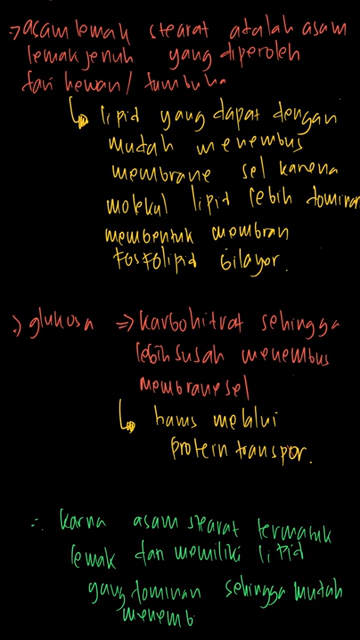 :⇒ asam lemak stearat adalah asam
lemak jenuh yang diperoleh
dari hewan / tumbuha
↳ lipid yang dapat dengan
mudah menembus
membrane sel karena
molekul lipid lebih dominan
membentuk membran
fosfolipid bilayer.
:) glukosa ⇒ karbohitrat sehingga
lebih susah menembus
membrane sel
↳ harus melalui
protein transpor.
∴ karna asam stearat termasuk
lemak dan memiliki lipid
yang dominan sehingga mudah
menemb